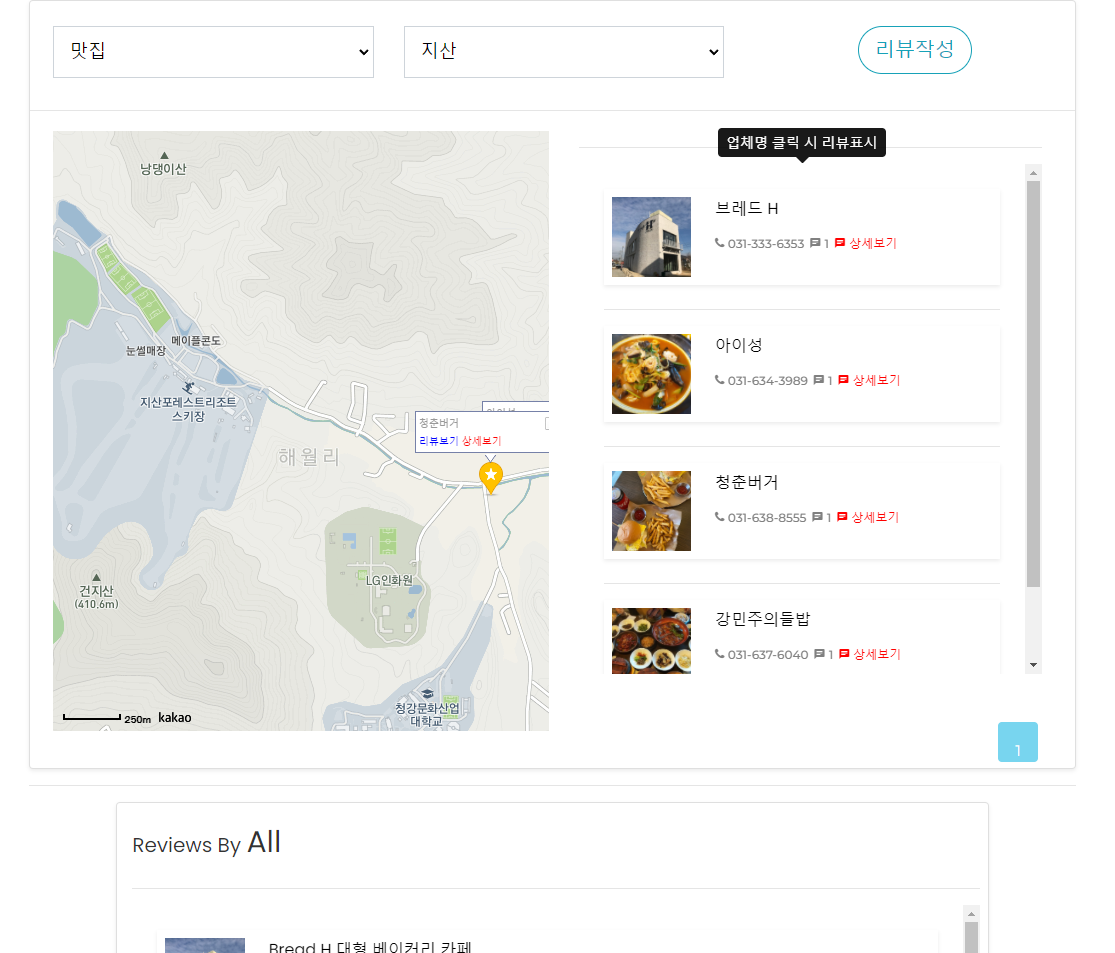 맛집
지산
리뷰작성
업체명 클릭 시 리뷰표시
낭댕이산
메이플콘도
눈썰매장
지산포레스트리조트
스키장
해월리
아이성
청춘버거
리뷰보기 상세보기
LG인화원
건지산
(410.6m)
청강문화산업
대학교
250m kakao
브레드 H
031-333-6353 1 상세보기
아이성
031-634-3989 1 상세보기
청춘버거
031-638-8555 1 상세보기
강민주의들밥
031-637-6040 1 상세보기
1
Reviews By All
Bread H 대형 베이커리 카페